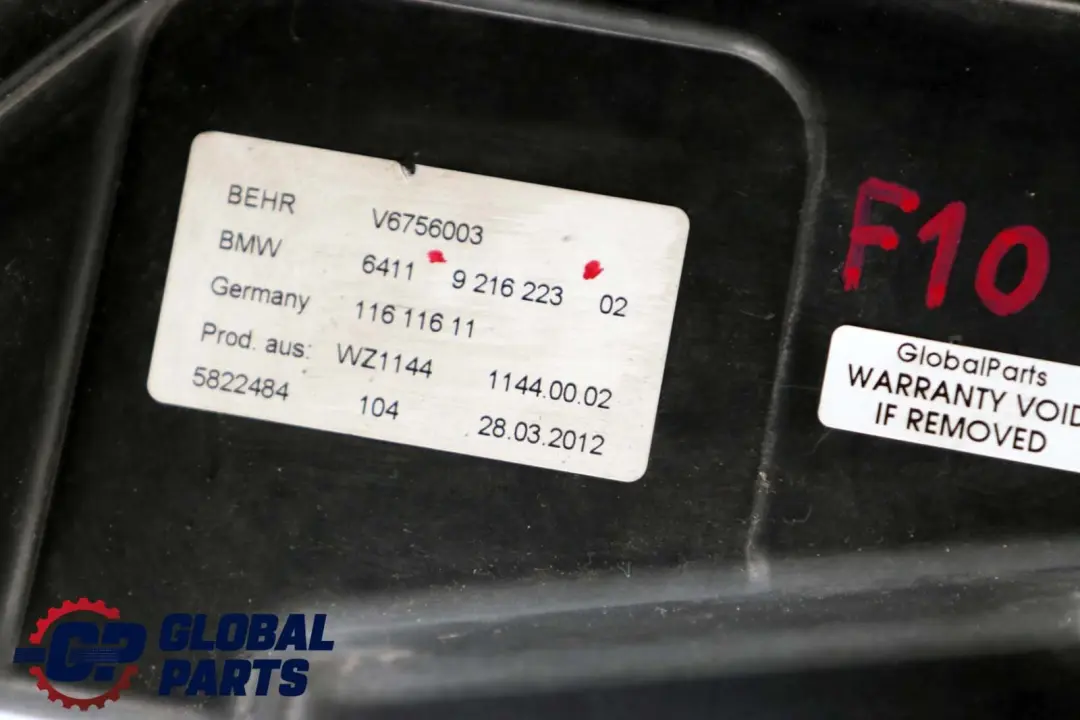 BEHR V6756003
BMW 6411 9 216 223 02
Germany 116 116 11
Prod. aus: WZ1144 1144.00.02
5822484 104 28.03.2012
F10
GlobalParts
WARRANTY VOID
IF REMOVED
GP GLOBAL
PARTS